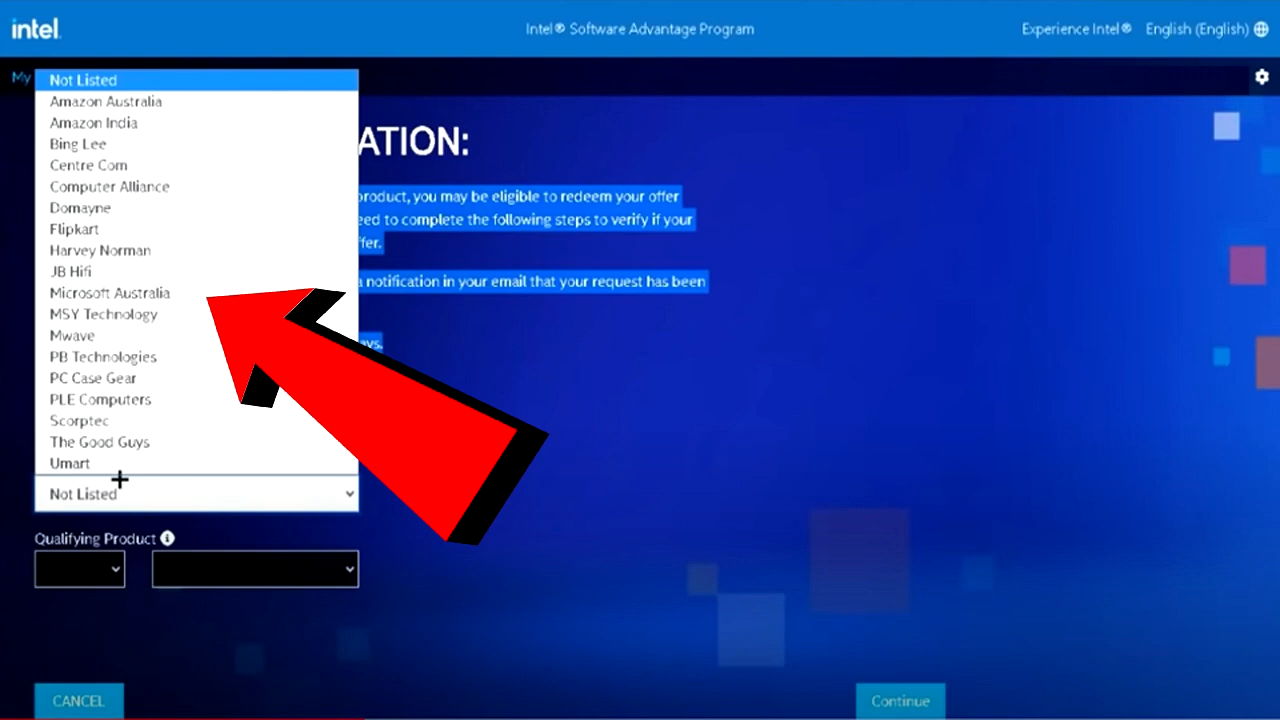 intel.
Intel® Software Advantage Program
Experience Intel®
English (English)
My
Not Listed
Amazon Australia
Amazon India
Bing Lee
Centre Com
Computer Alliance
Domayne
Flipkart
Harvey Norman
JB Hifi
Microsoft Australia
MSY Technology
Mwave
PB Technologies
PC Case Gear
PLE Computers
Scorptec
The Good Guys
Umart
Not Listed
ATION:
product, you may be eligible to redeem your offer
eed to complete the following steps to verify if your
ffer.
a notification in your email that your request has been
ays.
Qualifying Product
CANCEL
Continue